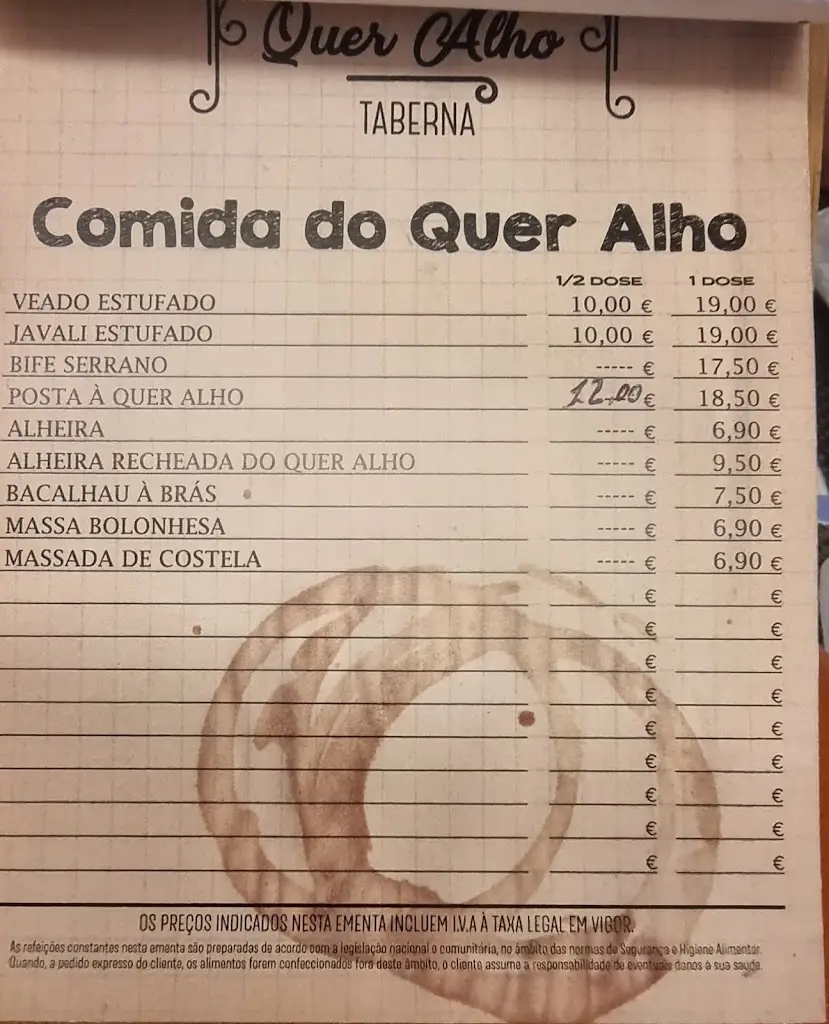 Quer Alho
TABERNA
Comida do Quer Alho
1/2 DOSE 1 DOSE
VEADO ESTUFADO 10,00 € 19,00 €
JAVALI ESTUFADO 10,00 € 19,00 €
BIFE SERRANO ----- € 17,50 €
POSTA À QUER ALHO 12.00 € 18,50 €
ALHEIRA ----- € 6,90 €
ALHEIRA RECHEADA DO QUER ALHO ----- € 9,50 €
BACALHAU À BRÁS ----- € 7,50 €
MASSA BOLONHESA ----- € 6,90 €
MASSADA DE COSTELA ----- € 6,90 €
€ €
€ €
€ €
€ €
€ €
€ €
€ €
€ €
€ €
OS PREÇOS INDICADOS NESTA EMENTA INCLUEM I.V.A À TAXA LEGAL EM VIGOR.
As refeições constantes nesta ementa são preparadas de acordo com a legislação nacional e comunitária, no âmbito das normas de Segurança e Higiene Alimentar.
Quando, a pedido expresso do cliente, os alimentos forem confeccionados fora deste âmbito, o cliente assume a responsabilidade de eventuais danos à sua saúde.